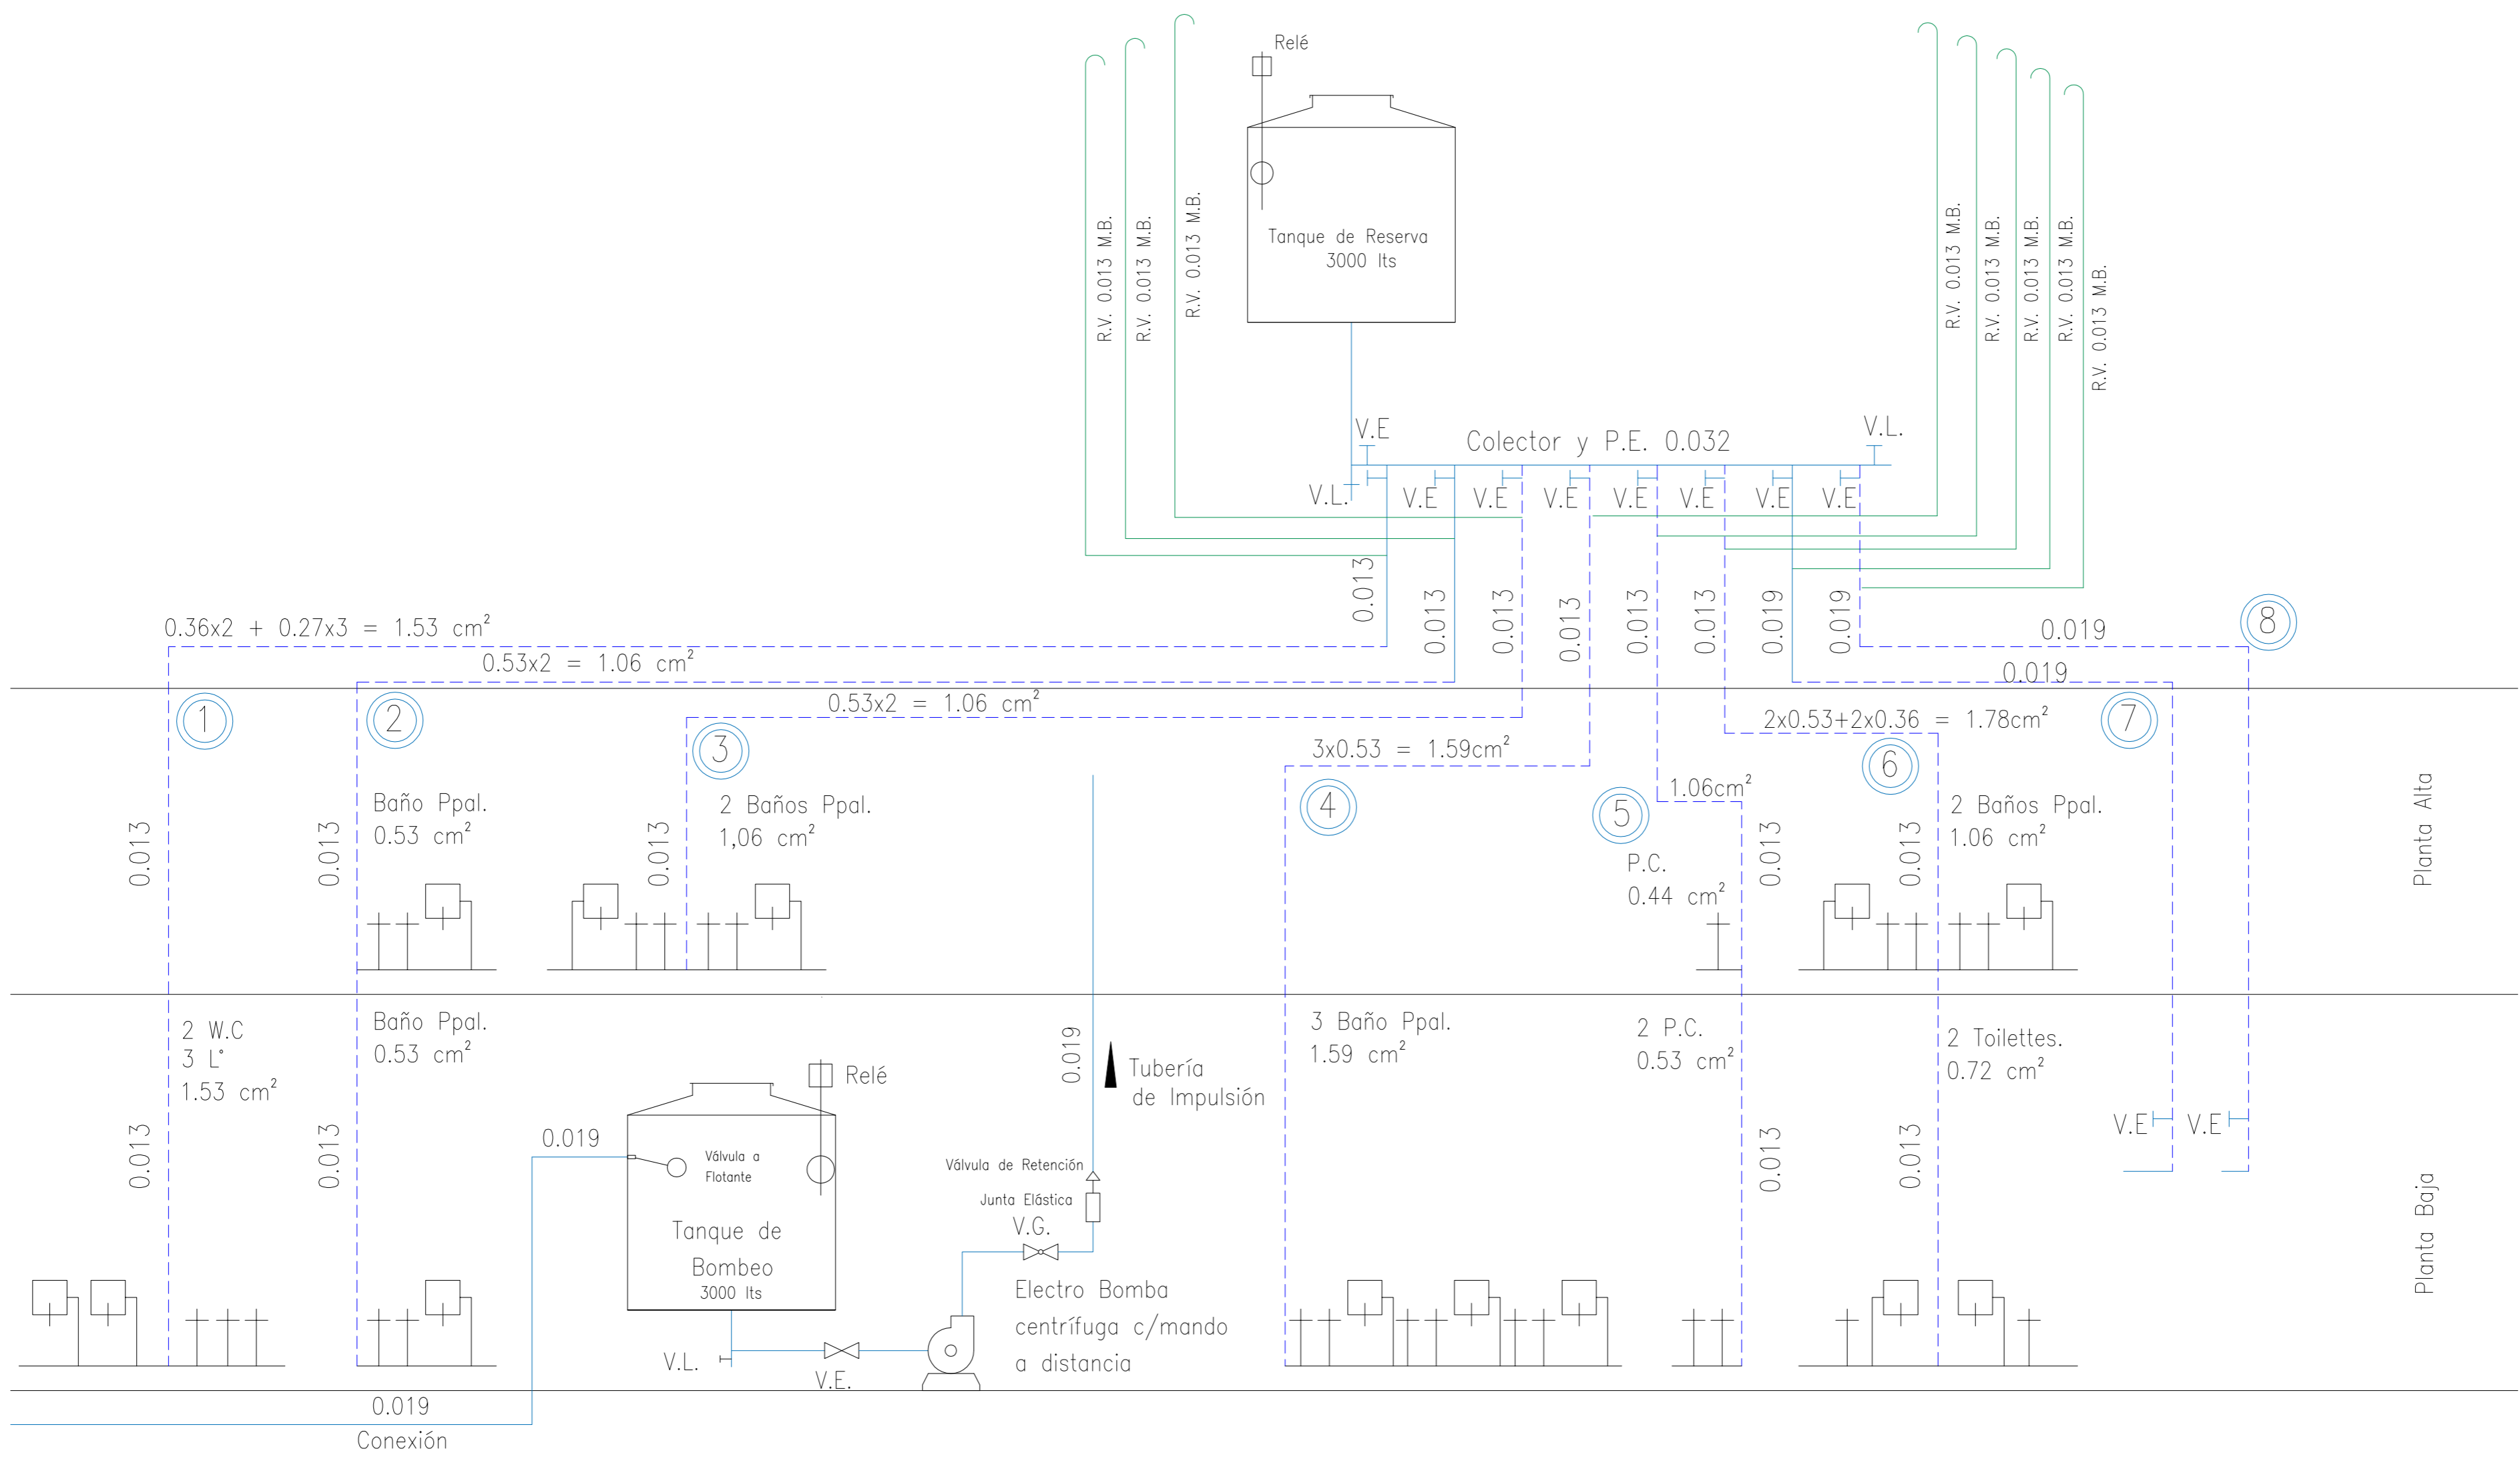 Relé
Tanque de Reserva
3000 lts
R.V. 0.013 M.B.
R.V. 0.013 M.B.
R.V. 0.013 M.B.
R.V. 0.013 M.B.
R.V. 0.013 M.B.
R.V. 0.013 M.B.
R.V. 0.013 M.B.
R.V. 0.013 M.B.
V.E
Colector y P.E. 0.032
V.L.
V.L.
V.E
V.E
V.E
V.E
V.E
V.E
V.E
0.013
0.013
0.013
0.013
0.013
0.013
0.019
0.019
0.36x2 + 0.27x3 = 1.53 cm²
0.53x2 = 1.06 cm²
0.53x2 = 1.06 cm²
3x0.53 = 1.59cm²
1.06cm²
2x0.53+2x0.36 = 1.78cm²
0.019
0.019
1
2
3
4
5
6
7
8
0.013
0.013
Baño Ppal.
0.53 cm²
0.013
2 Baños Ppal.
1,06 cm²
P.C.
0.44 cm²
0.013
0.013
2 Baños Ppal.
1.06 cm²
Planta Alta
2 W.C
3 L°
1.53 cm²
0.013
Baño Ppal.
0.53 cm²
0.013
0.019
Relé
Válvula a
Flotante
Tanque de
Bombeo
3000 lts
V.L.
V.E.
0.019
Tubería
de Impulsión
Válvula de Retención
Junta Elástica
V.G.
Electro Bomba
centrífuga c/mando
a distancia
3 Baño Ppal.
1.59 cm²
2 P.C.
0.53 cm²
0.013
2 Toilettes.
0.72 cm²
0.013
V.E
V.E
Planta Baja
0.019
Conexión